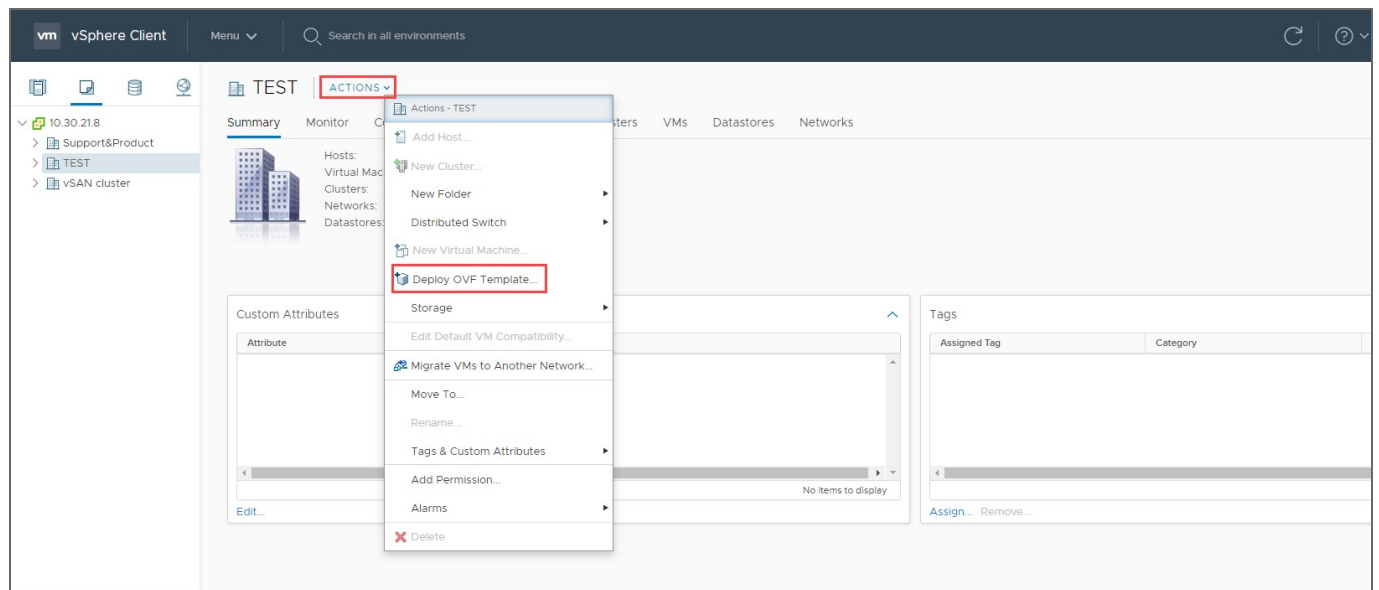 vm vSphere Client Menu Search in all environments
TEST ACTIONS
Actions - TEST
10.30.21.8
Support&Product
TEST
vSAN cluster
Summary Monitor C sters VMs Datastores Networks
Hosts:
Virtual Mac
Clusters:
Networks:
Datastores:
Add Host...
New Cluster...
New Folder
Distributed Switch
New Virtual Machine...
Deploy OVF Template...
Storage
Edit Default VM Compatibility...
Migrate VMs to Another Network...
Move To...
Rename...
Tags & Custom Attributes
Add Permission...
Alarms
Delete
Custom Attributes
Attribute
No items to display
Edit...
Tags
Assigned Tag Category
Assign... Remove...